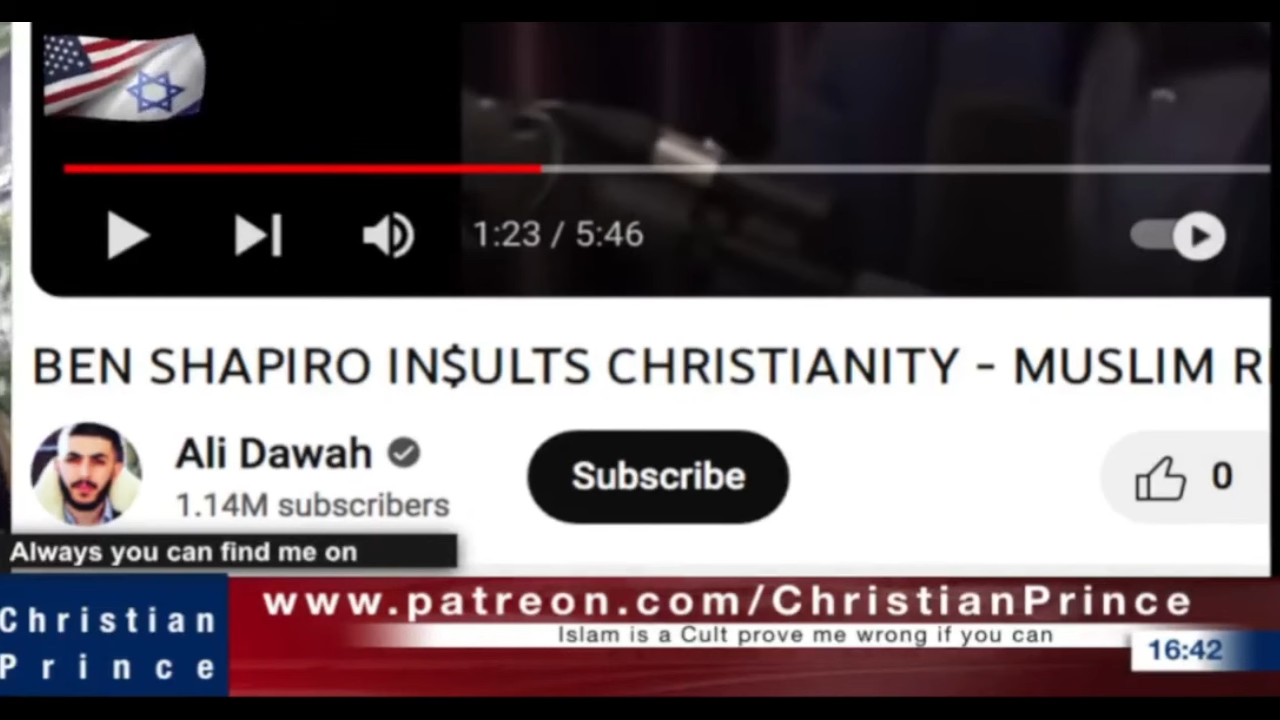 1:23 / 5:46
BEN SHAPIRO IN$ULTS CHRISTIANITY - MUSLIM
Ali Dawah
1.14M subscribers
Subscribe
0
Always you can find me on
Christian
Prince
www.patreon.com/ChristianPrince
Islam is a Cult prove me wrong if you can
16:42